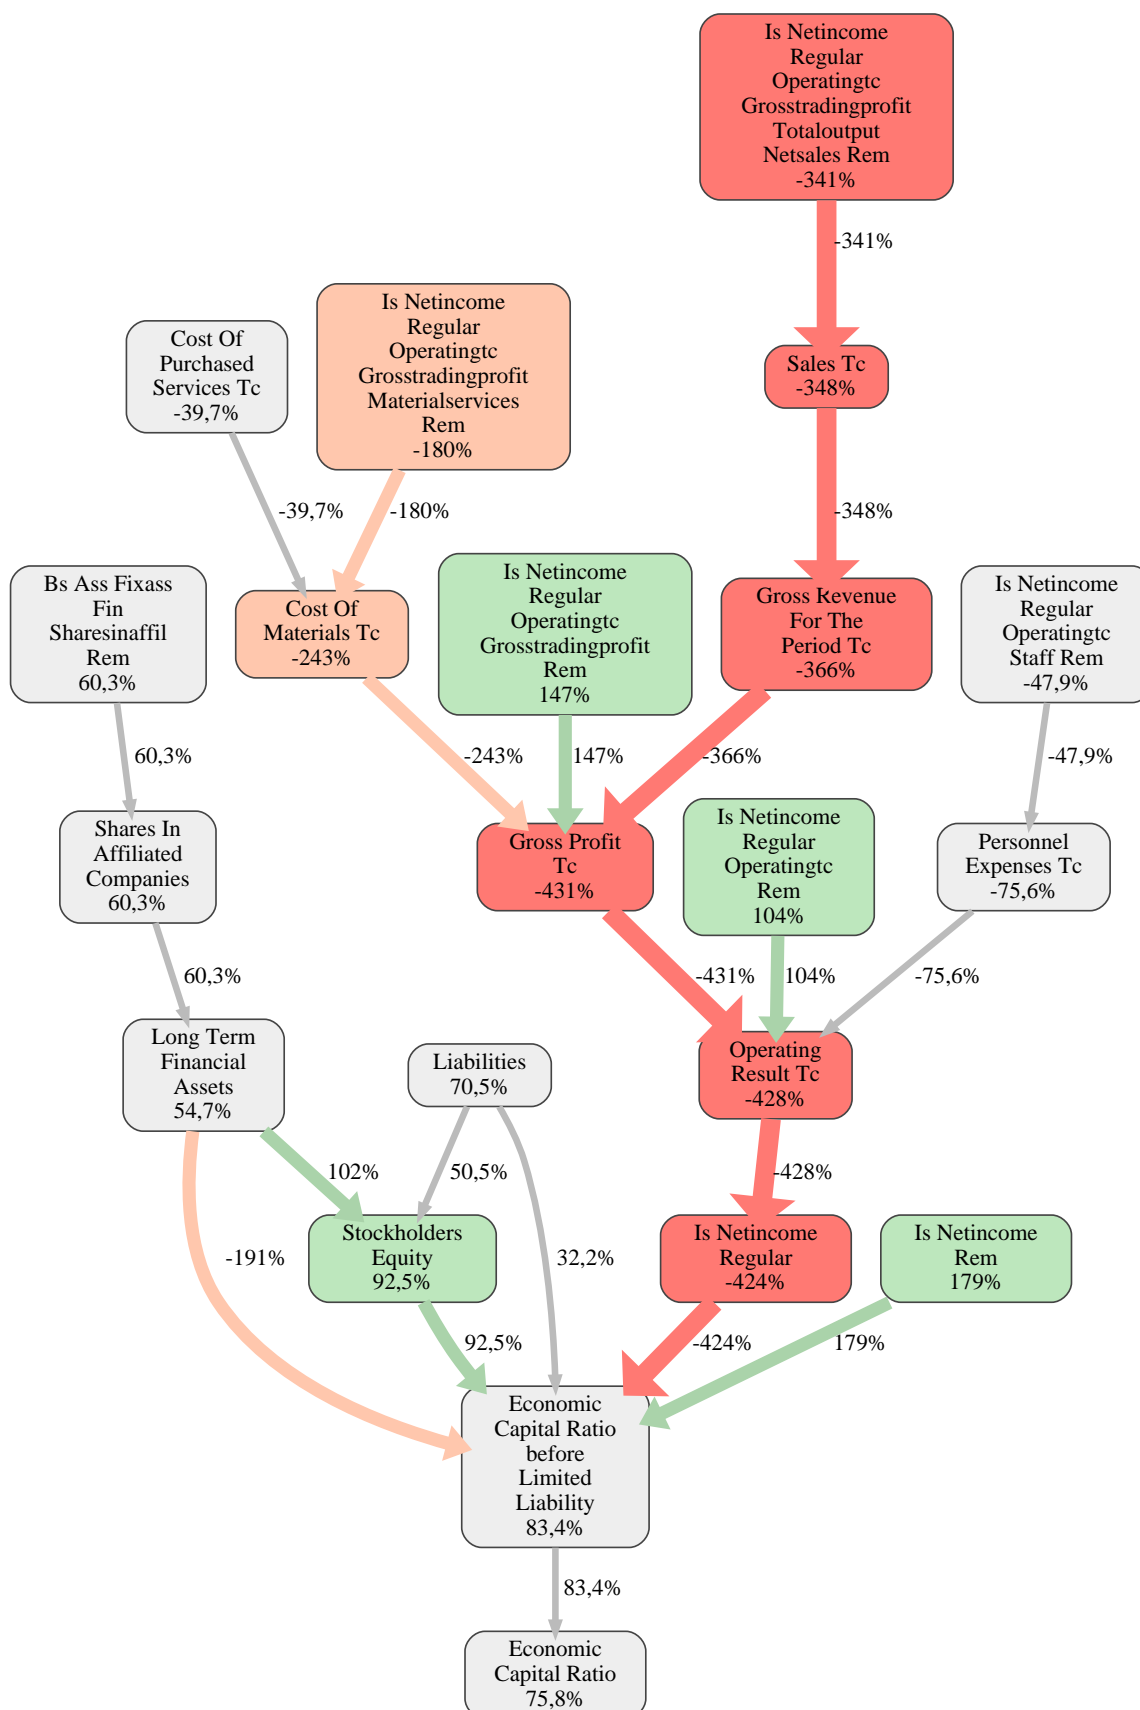 Is Netincome
Regular
Operatingtc
Grosstradingprofit
Totaloutput
Netsales Rem
-341%
-341%
Cost Of
Purchased
Services Tc
-39,7%
Is Netincome
Regular
Operatingtc
Grosstradingprofit
Materialservices
Rem
-180%
Sales Tc
-348%
-39,7%
-180%
-348%
Bs Ass Fixass
Fin
Sharesinaffil
Rem
60,3%
Cost Of
Materials Tc
-243%
Is Netincome
Regular
Operatingtc
Grosstradingprofit
Rem
147%
Gross Revenue
For The
Period Tc
-366%
Is Netincome
Regular
Operatingtc
Staff Rem
-47,9%
60,3%
-243%
147%
-366%
-47,9%
Shares In
Affiliated
Companies
60,3%
Gross Profit
Tc
-431%
Is Netincome
Regular
Operatingtc
Rem
104%
Personnel
Expenses Tc
-75,6%
60,3%
-431%
104%
-75,6%
Long Term
Financial
Assets
54,7%
Liabilities
70,5%
Operating
Result Tc
-428%
102%
50,5%
-428%
-191%
Stockholders
Equity
92,5%
32,2%
Is Netincome
Regular
-424%
Is Netincome
Rem
179%
92,5%
-424%
179%
Economic
Capital Ratio
before
Limited
Liability
83,4%
83,4%
Economic
Capital Ratio
75,8%